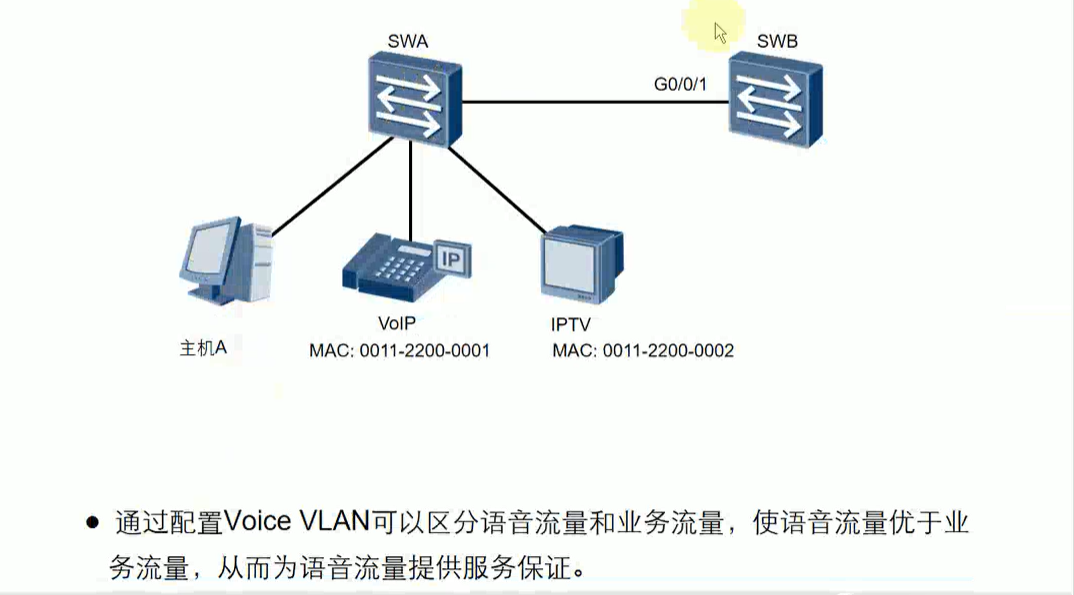 SWA
SWB
G0/0/1
IP
VoIP
IPTV
主机A
MAC: 0011-2200-0001
MAC: 0011-2200-0002
● 通过配置Voice VLAN可以区分语音流量和业务流量，使语音流量优于业
务流量，从而为语音流量提供服务保证。